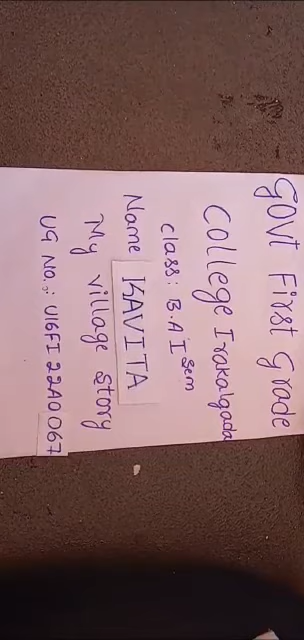 Govt First Grade
College Irakalgada
Class: B.A I sem
Name KAVITA
My village story
UG No.: U16FI22A0067